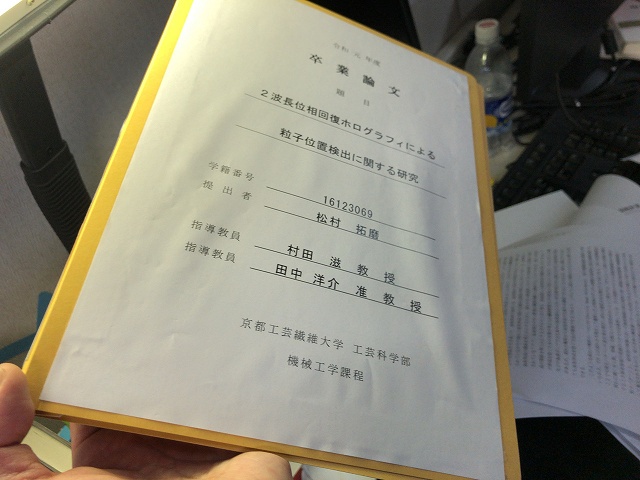 令和 元 年度
卒 業 論 文
題 目
2波長位相回復ホログラフィによる
粒子位置検出に関する研究
学籍番号 16123069
提 出 者 松村 拓磨
指導教員 村田 滋 教 授
指導教員 田中 洋介 准 教 授
京都工芸繊維大学 工芸科学部
機械工学課程